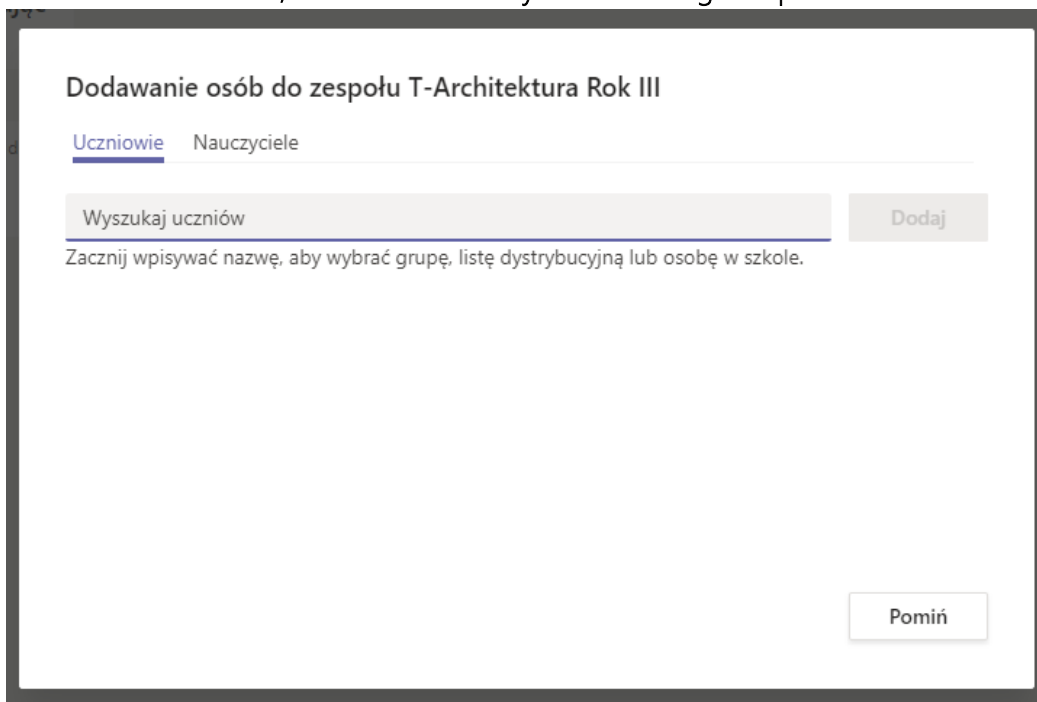 Dodawanie osób do zespołu T-Architektura Rok III
Uczniowie Nauczyciele
Wyszukaj uczniów Dodaj
Zacznij wpisywać nazwę, aby wybrać grupę, listę dystrybucyjną lub osobę w szkole.
Pomiń